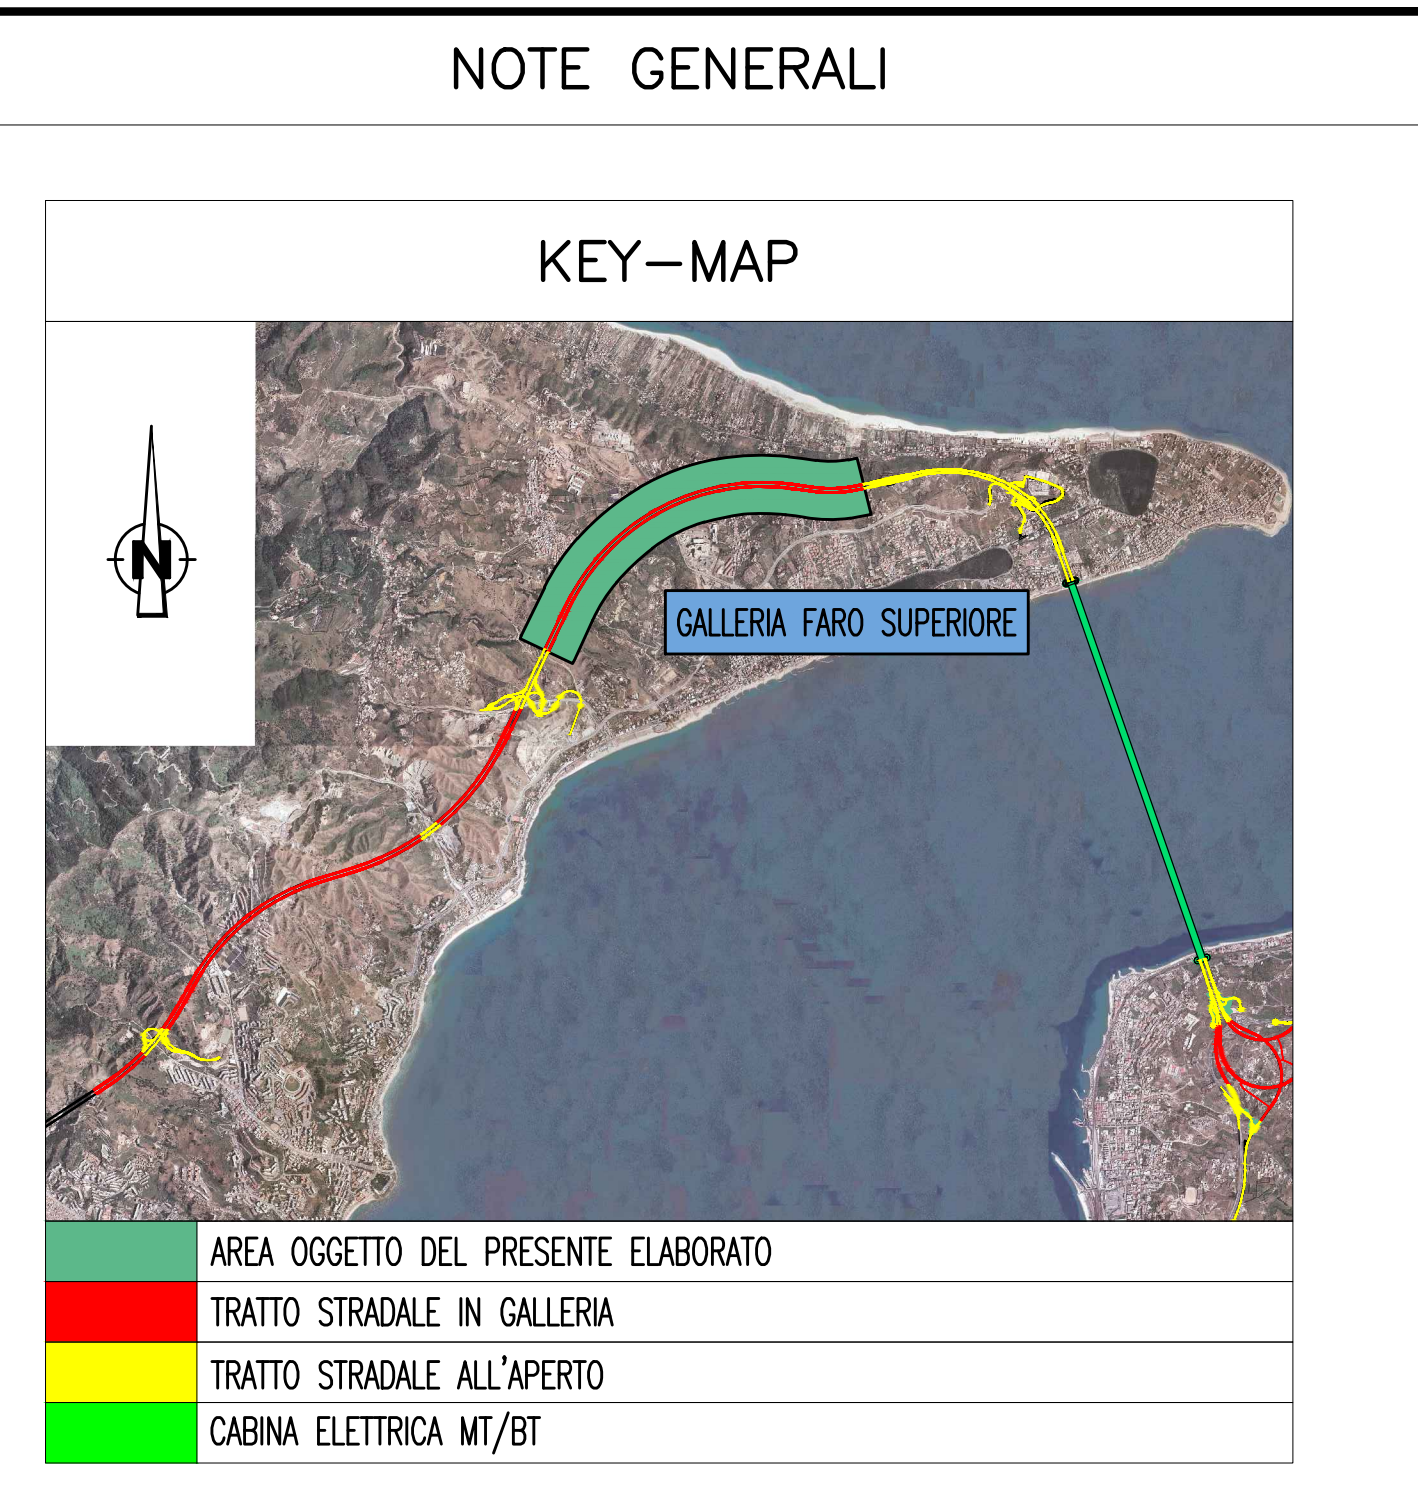 NOTE GENERALI
KEY-MAP
N
GALLERIA FARO SUPERIORE
AREA OGGETTO DEL PRESENTE ELABORATO
TRATTO STRADALE IN GALLERIA
TRATTO STRADALE ALL'APERTO
CABINA ELETTRICA MT/BT